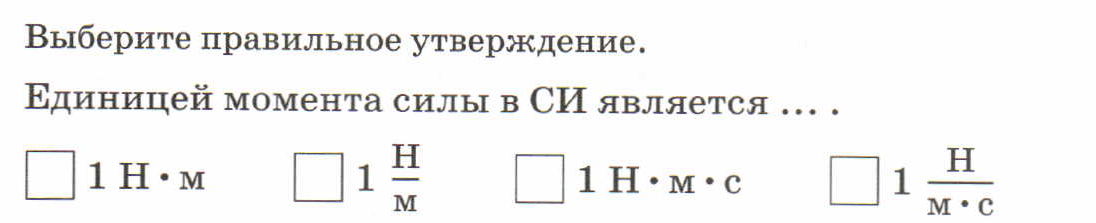 Выберите правильное утверждение.
Единицей момента силы в СИ является ... .
1 Н • м 1 Н/м 1 Н • м • с 1 Н/(м • с)